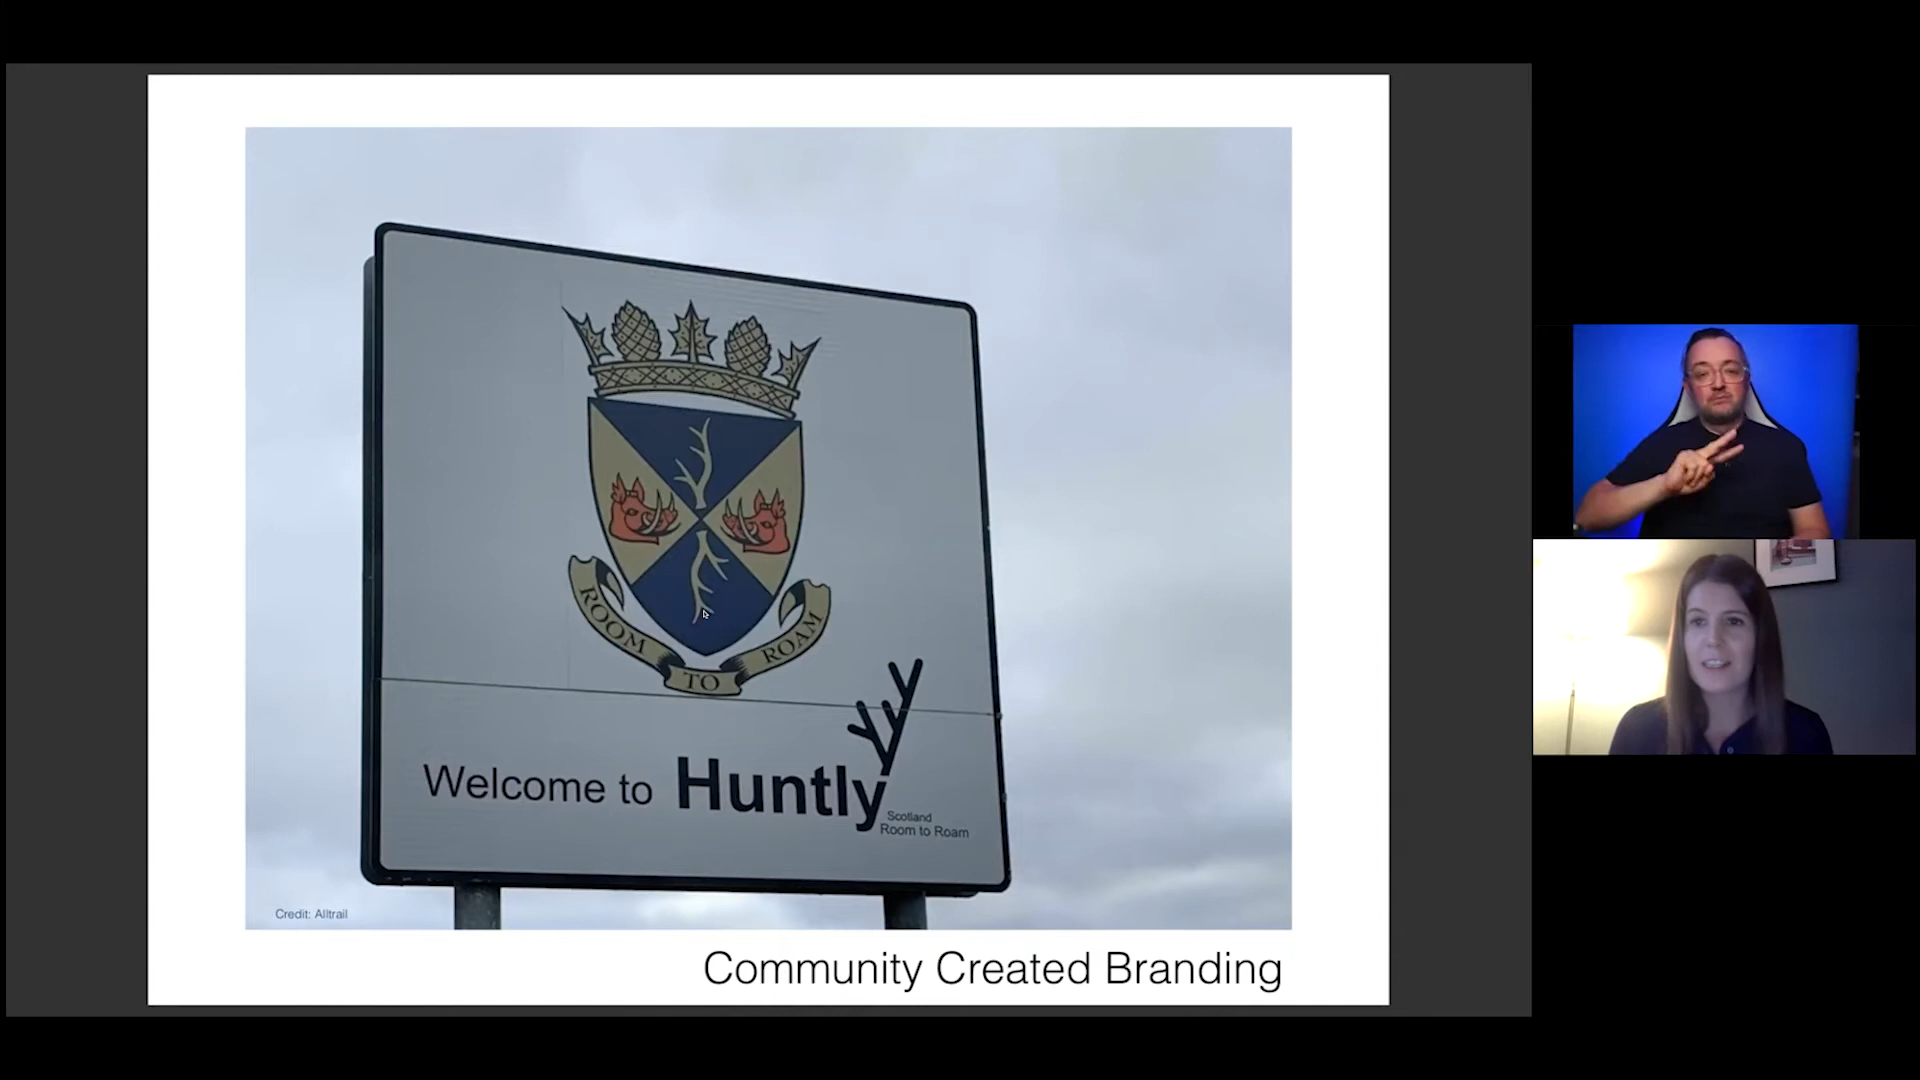 ROOM TO ROAM
Welcome to Huntly
Scotland
Room to Roam
Credit: Alltrail
Community Created Branding